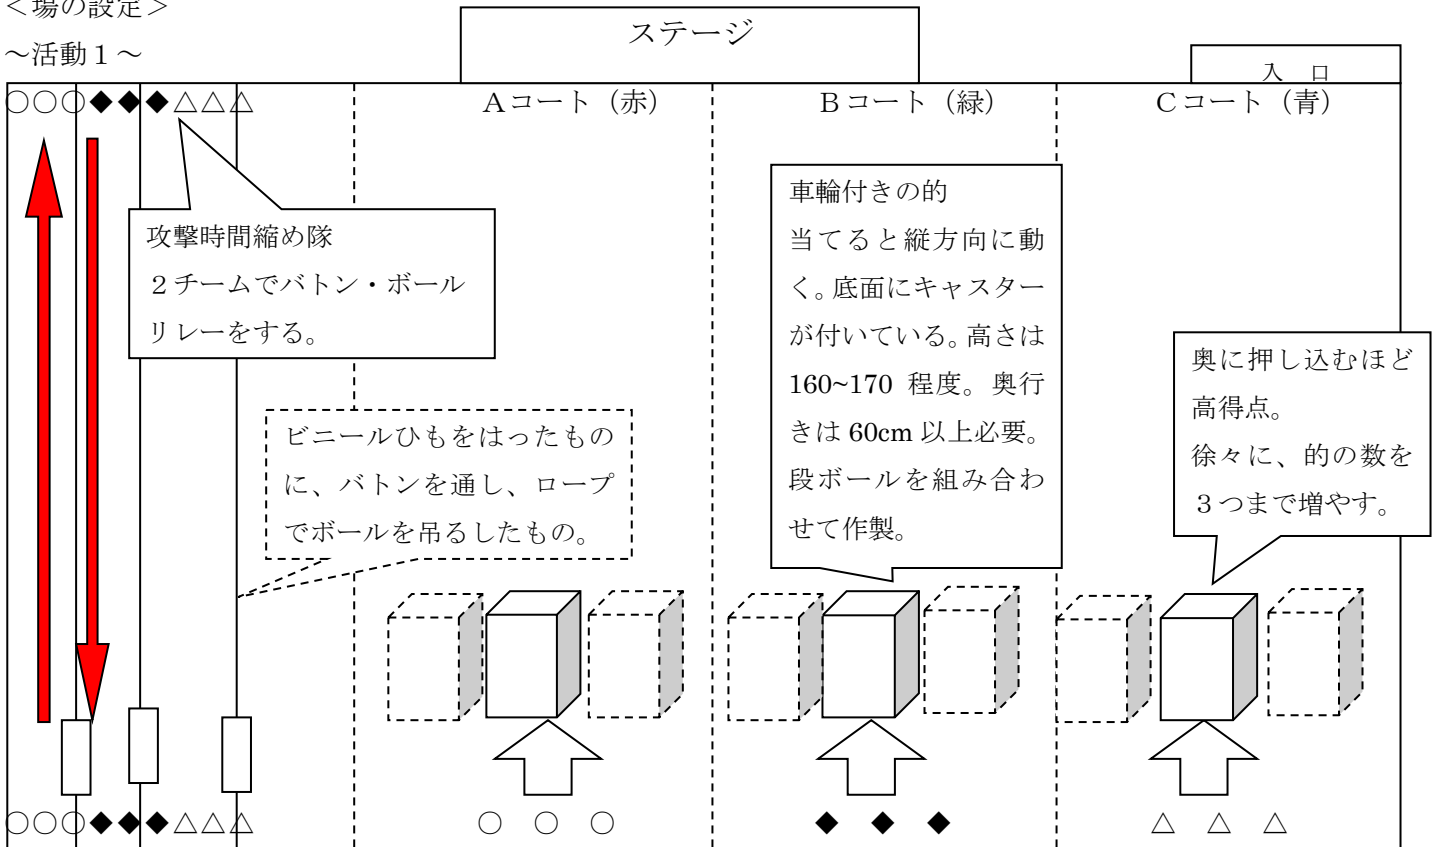 ＜場の設定＞
～活動１～
ステージ
入　口
○○○◆◆◆△△△
Ａコート（赤）
Ｂコート（緑）
Ｃコート（青）
攻撃時間縮め隊
２チームでバトン・ボール
リレーをする。
車輪付きの的
当てると縦方向に動
く。底面にキャスター
が付いている。高さは
160~170 程度。奥行
きは 60cm 以上必要。
段ボールを組み合わ
せて作製。
奥に押し込むほど
高得点。
徐々に、的の数を
３つまで増やす。
ビニールひもをはったもの
に、バトンを通し、ロープ
でボールを吊るしたもの。
○○○◆◆◆△△△
○　○　○
◆　◆　◆
△　△　△